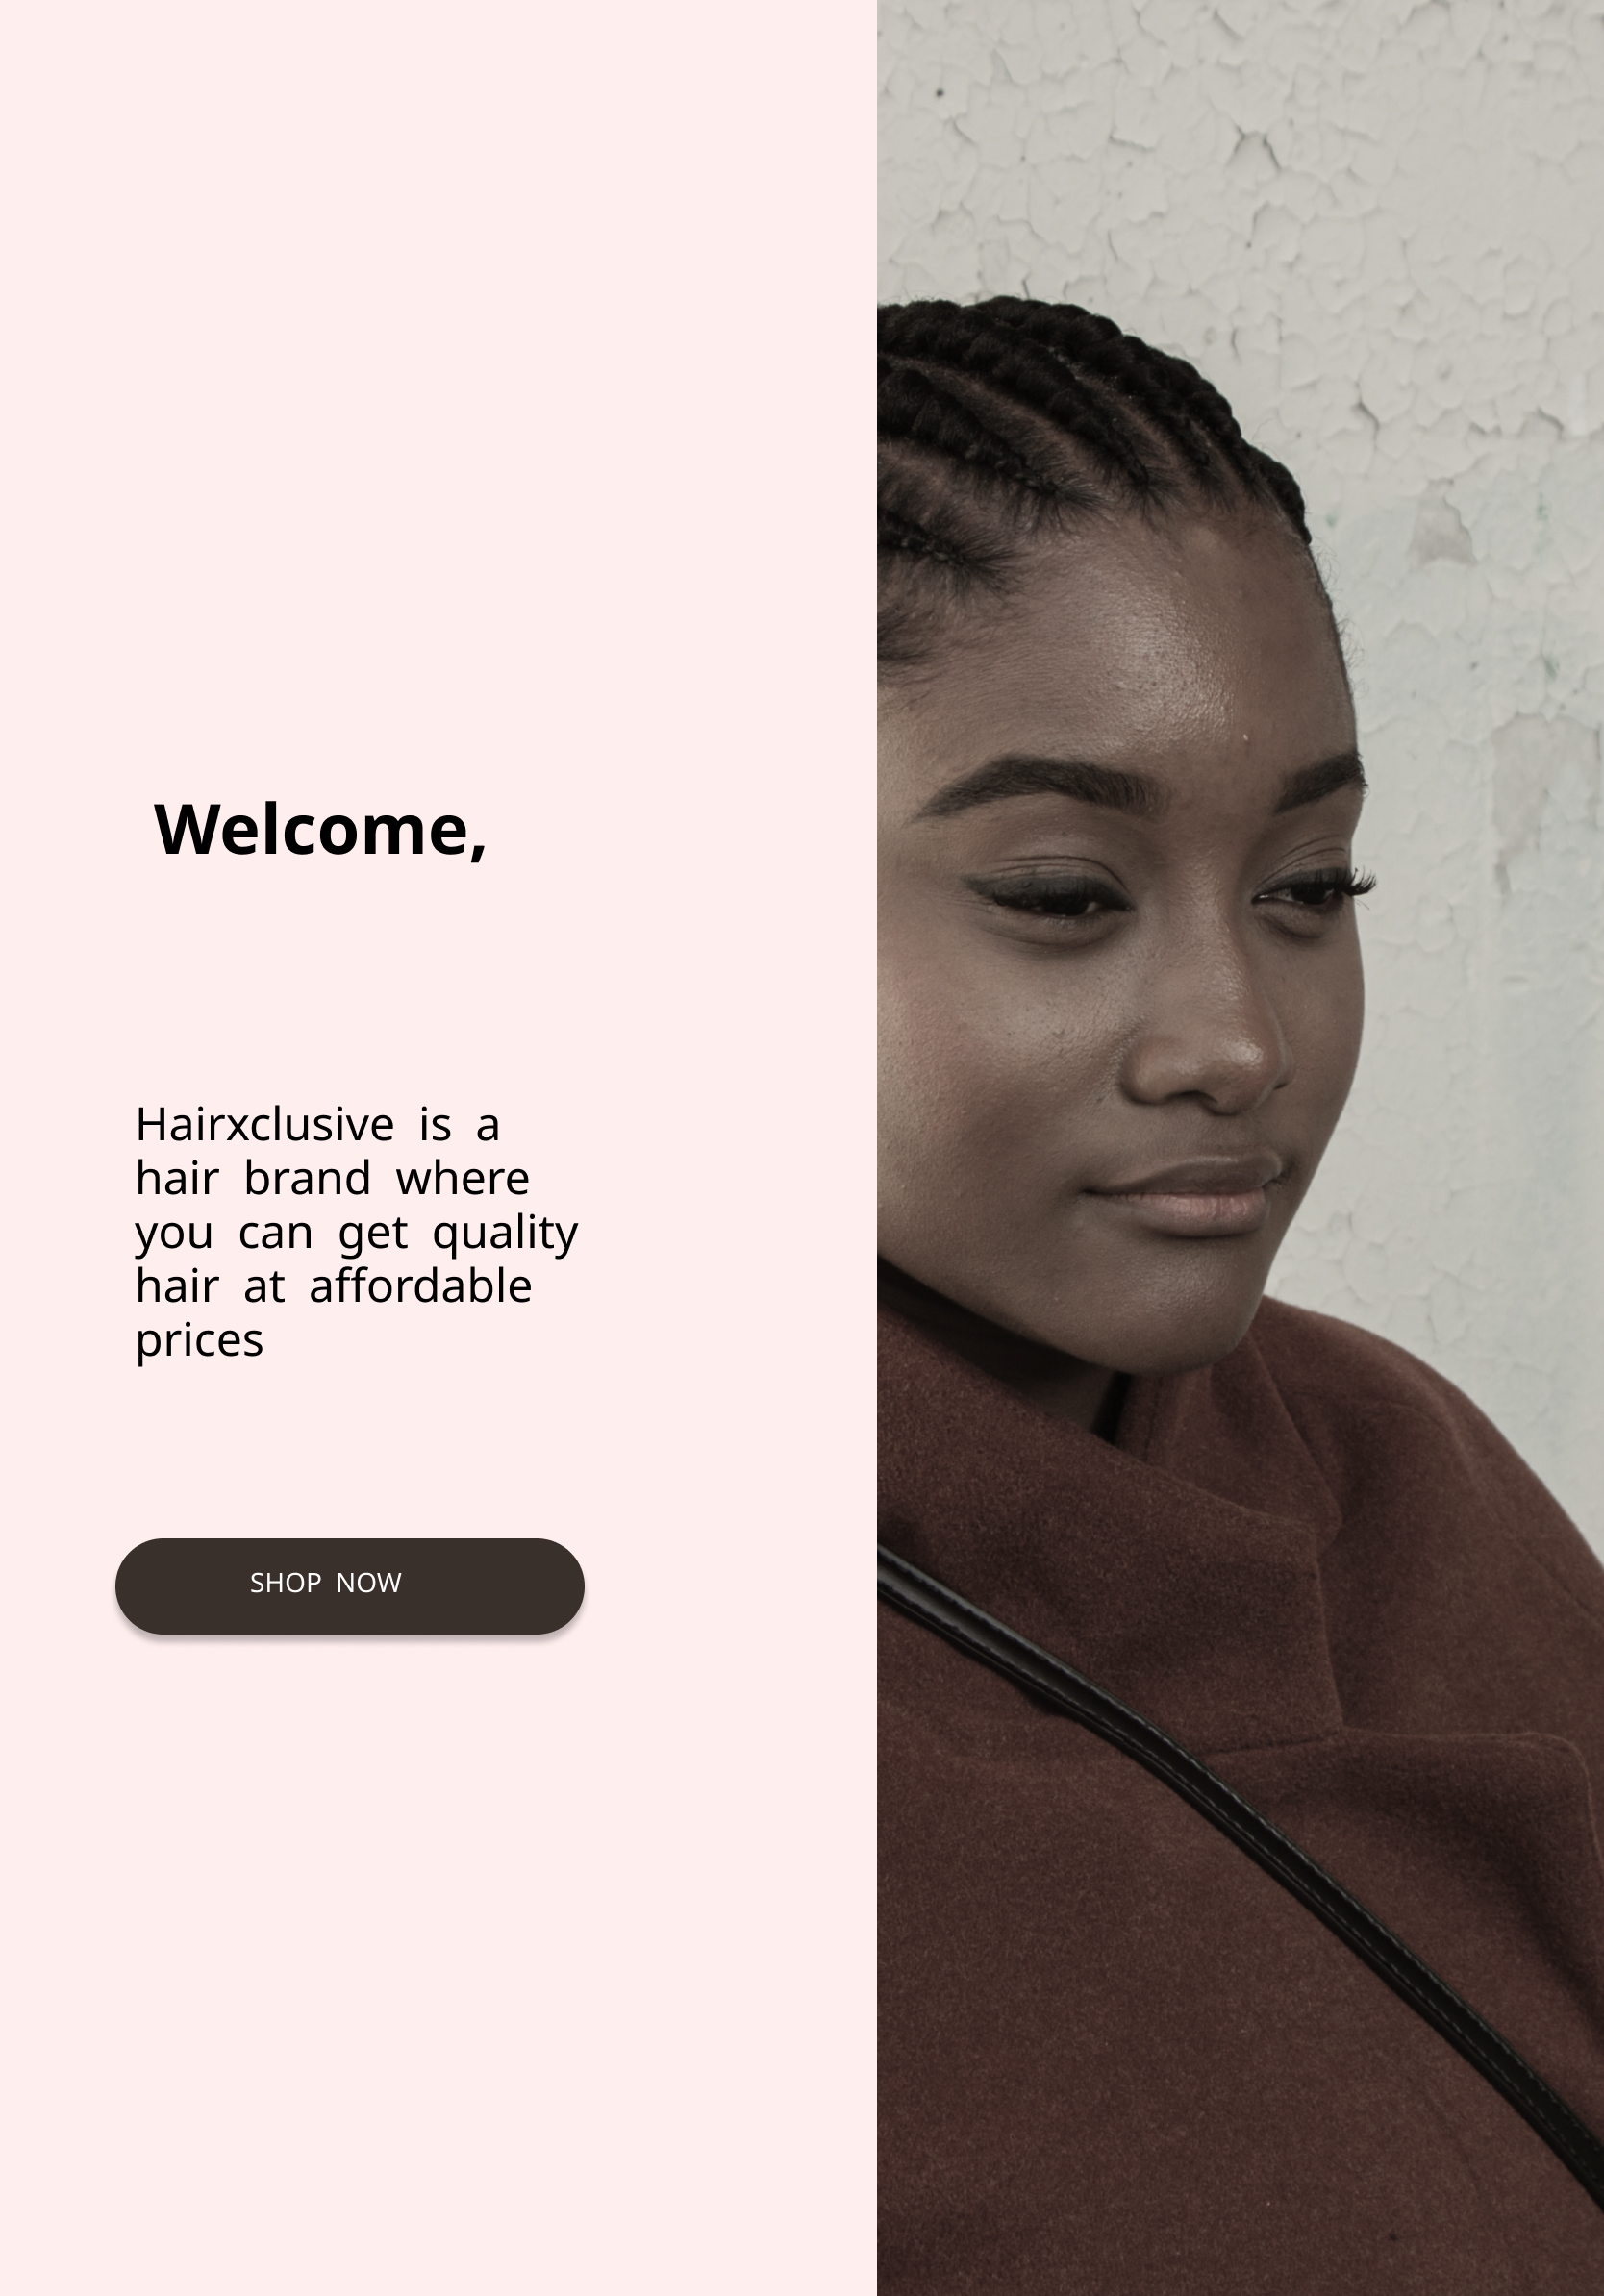 Welcome,
Hairxclusive is a
hair brand where
you can get quality
hair at affordable
prices
SHOP NOW